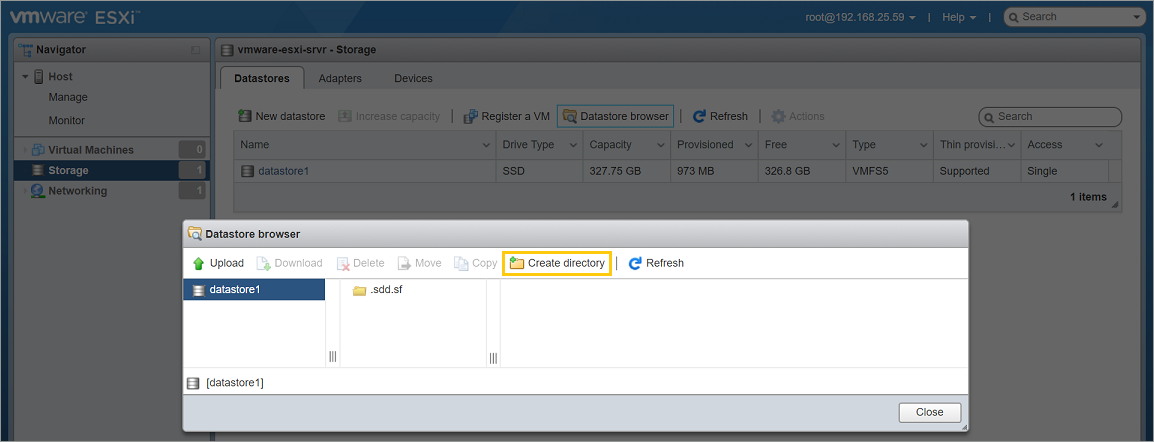 vmware ESXi™
root@192.168.25.59 | Help | Search
Navigator
Host
Manage
Monitor
Virtual Machines 0
Storage 1
Networking 1
vmware-esxi-srvr - Storage
Datastores Adapters Devices
New datastore Increase capacity | Register a VM Datastore browser | Refresh | Actions Search
Name Drive Type Capacity Provisioned Free Type Thin provisi... Access
datastore1 SSD 327.75 GB 973 MB 326.8 GB VMFS5 Supported Single
1 items
Datastore browser
Upload Download Delete Move Copy Create directory | Refresh
datastore1 .sdd.sf
[datastore1]
Close